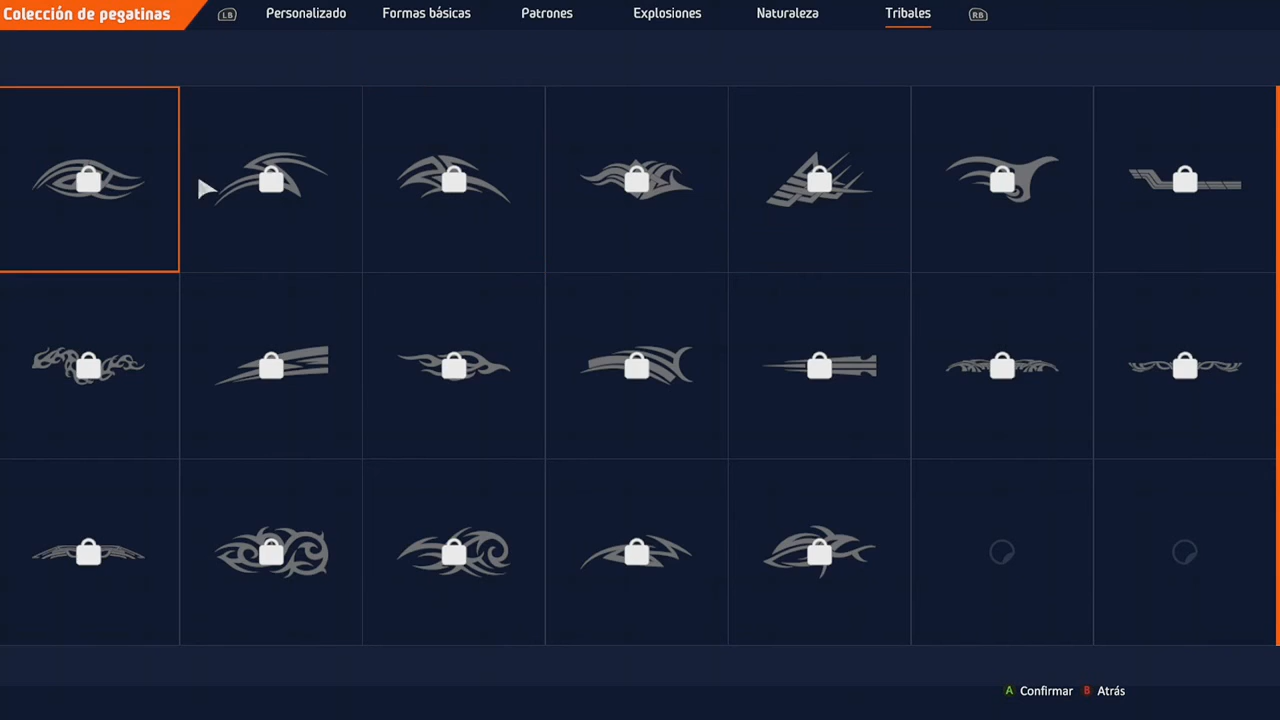 Colección de pegatinas
LB Personalizado Formas básicas Patrones Explosiones Naturaleza Tribales RB
A Confirmar B Atrás